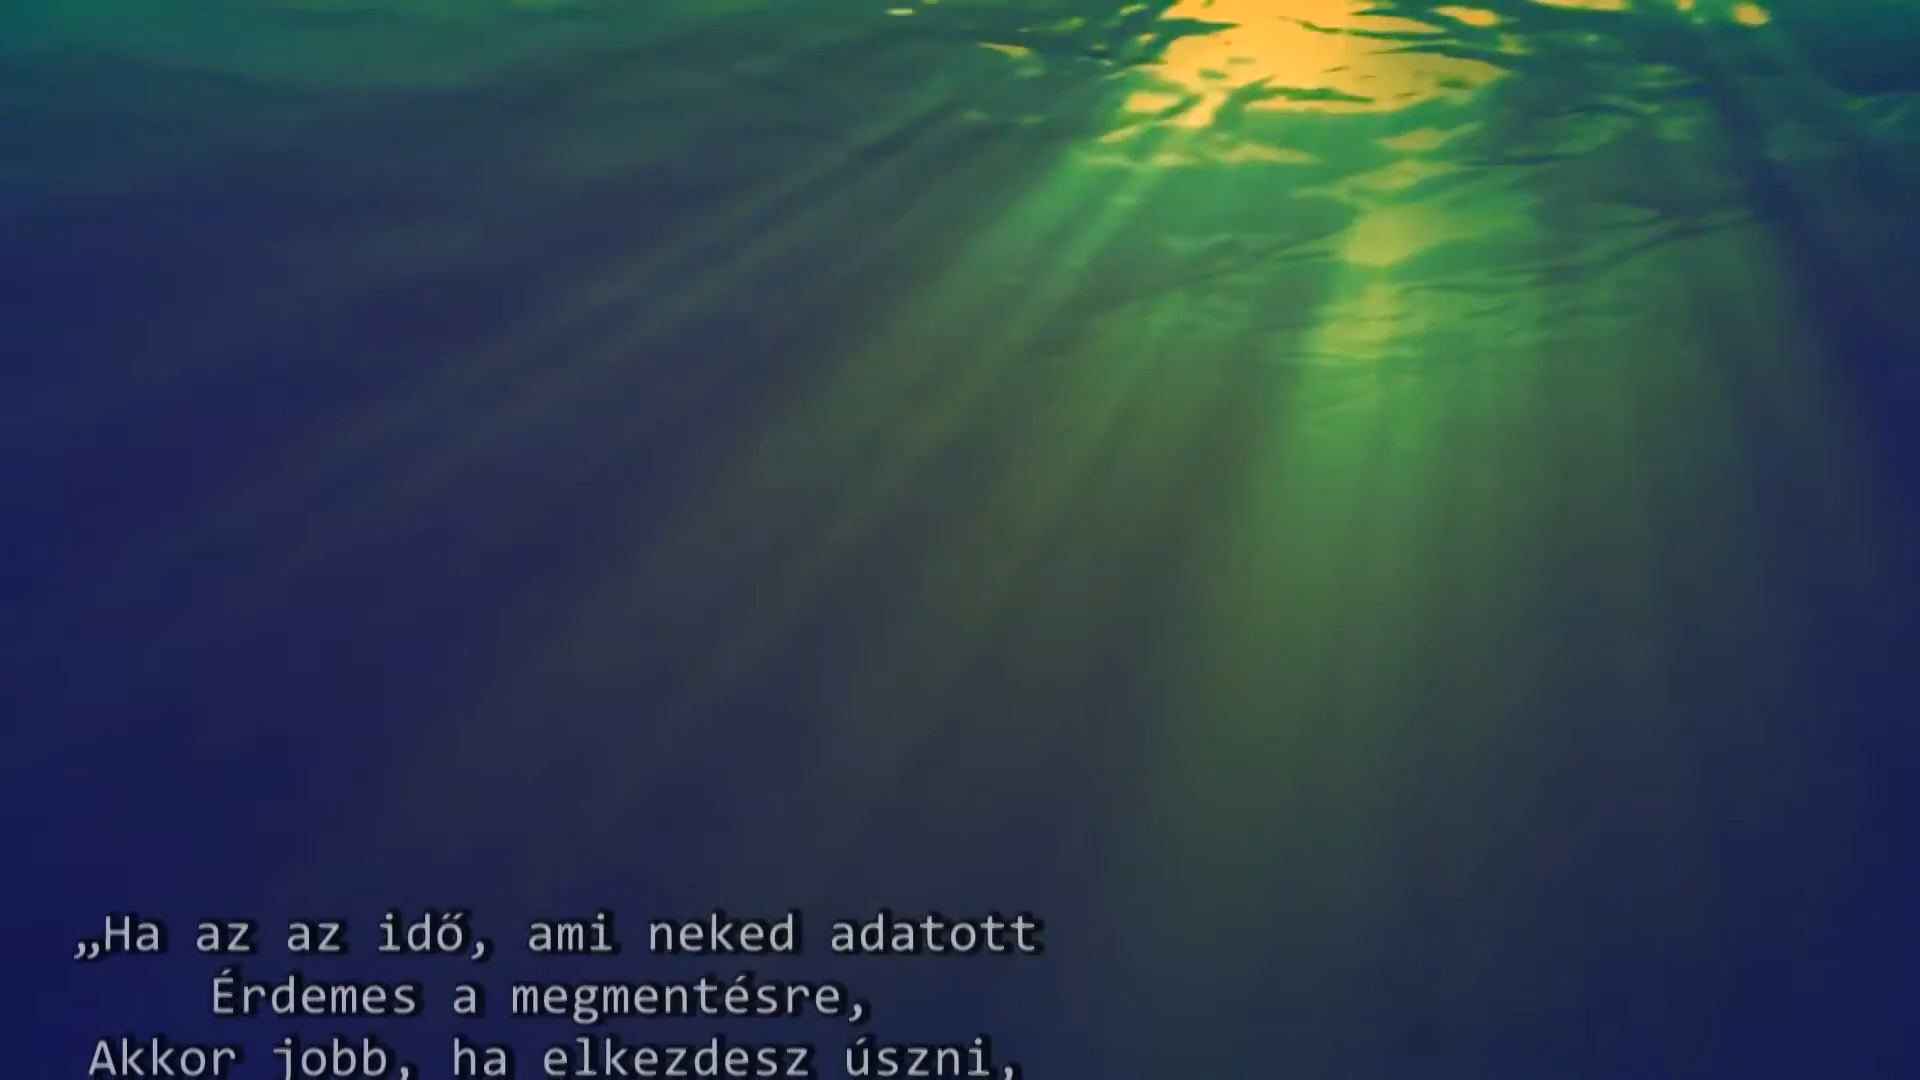 „Ha az az idő, ami neked adatott
Érdemes a megmentésre,
Akkor jobb, ha elkezdesz úszni,